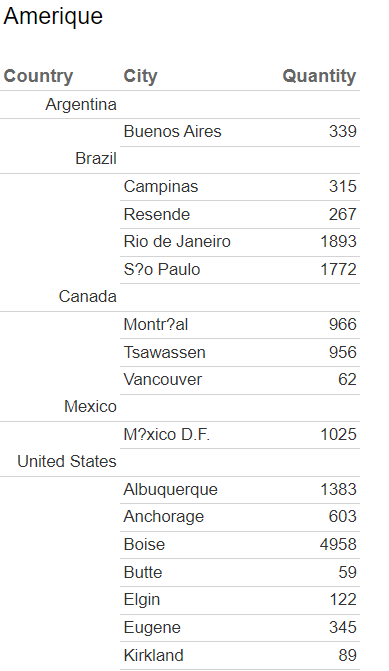 Amerique
Country City Quantity
Argentina
Buenos Aires 339
Brazil
Campinas 315
Resende 267
Rio de Janeiro 1893
S?o Paulo 1772
Canada
Montr?al 966
Tsawassen 956
Vancouver 62
Mexico
M?xico D.F. 1025
United States
Albuquerque 1383
Anchorage 603
Boise 4958
Butte 59
Elgin 122
Eugene 345
Kirkland 89